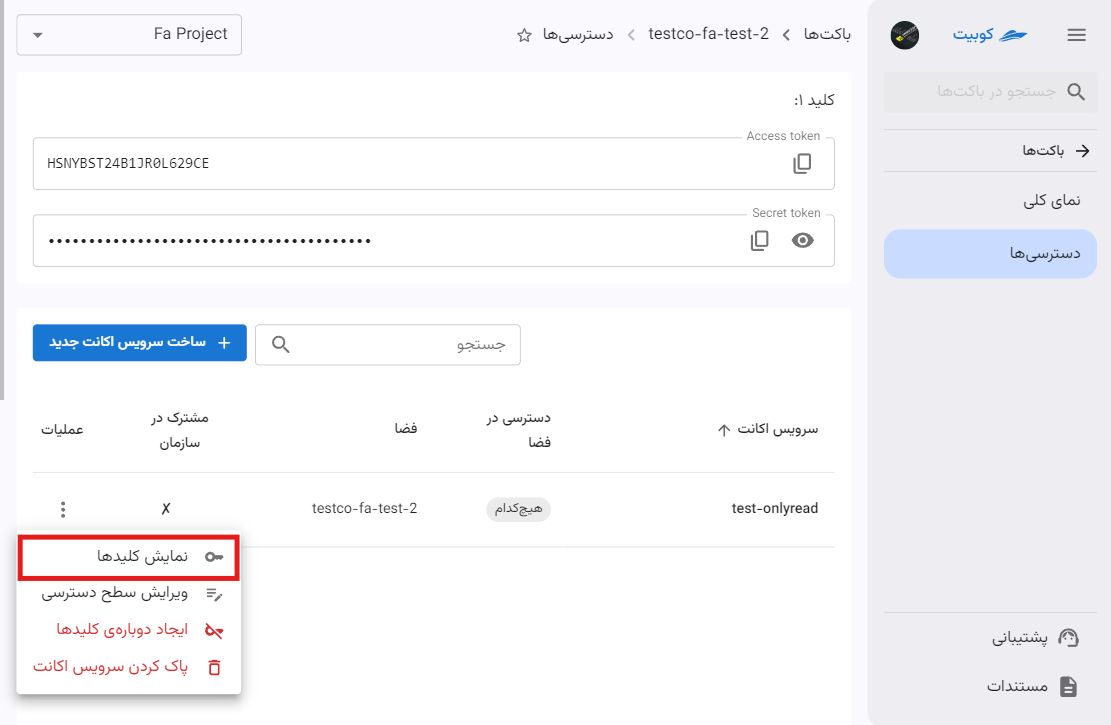 کوبیت
جستجو در باکت‌ها
باکت‌ها
نمای کلی
دسترسی‌ها
پشتیبانی
مستندات
باکت‌ها
testco-fa-test-2
دسترسی‌ها
Fa Project
کلید ۱:
Access token
HSNYBST24B1JR0L629CE
Secret token
••••••••••••••••••••••••••••••••••••••••
جستجو
ساخت سرویس اکانت جدید
سرویس اکانت
دسترسی در
فضا
فضا
مشترک در
سازمان
عملیات
test-onlyread
هیچ‌کدام
testco-fa-test-2
✗
نمایش کلیدها
ویرایش سطح دسترسی
ایجاد دوباره‌ی کلیدها
پاک کردن سرویس اکانت